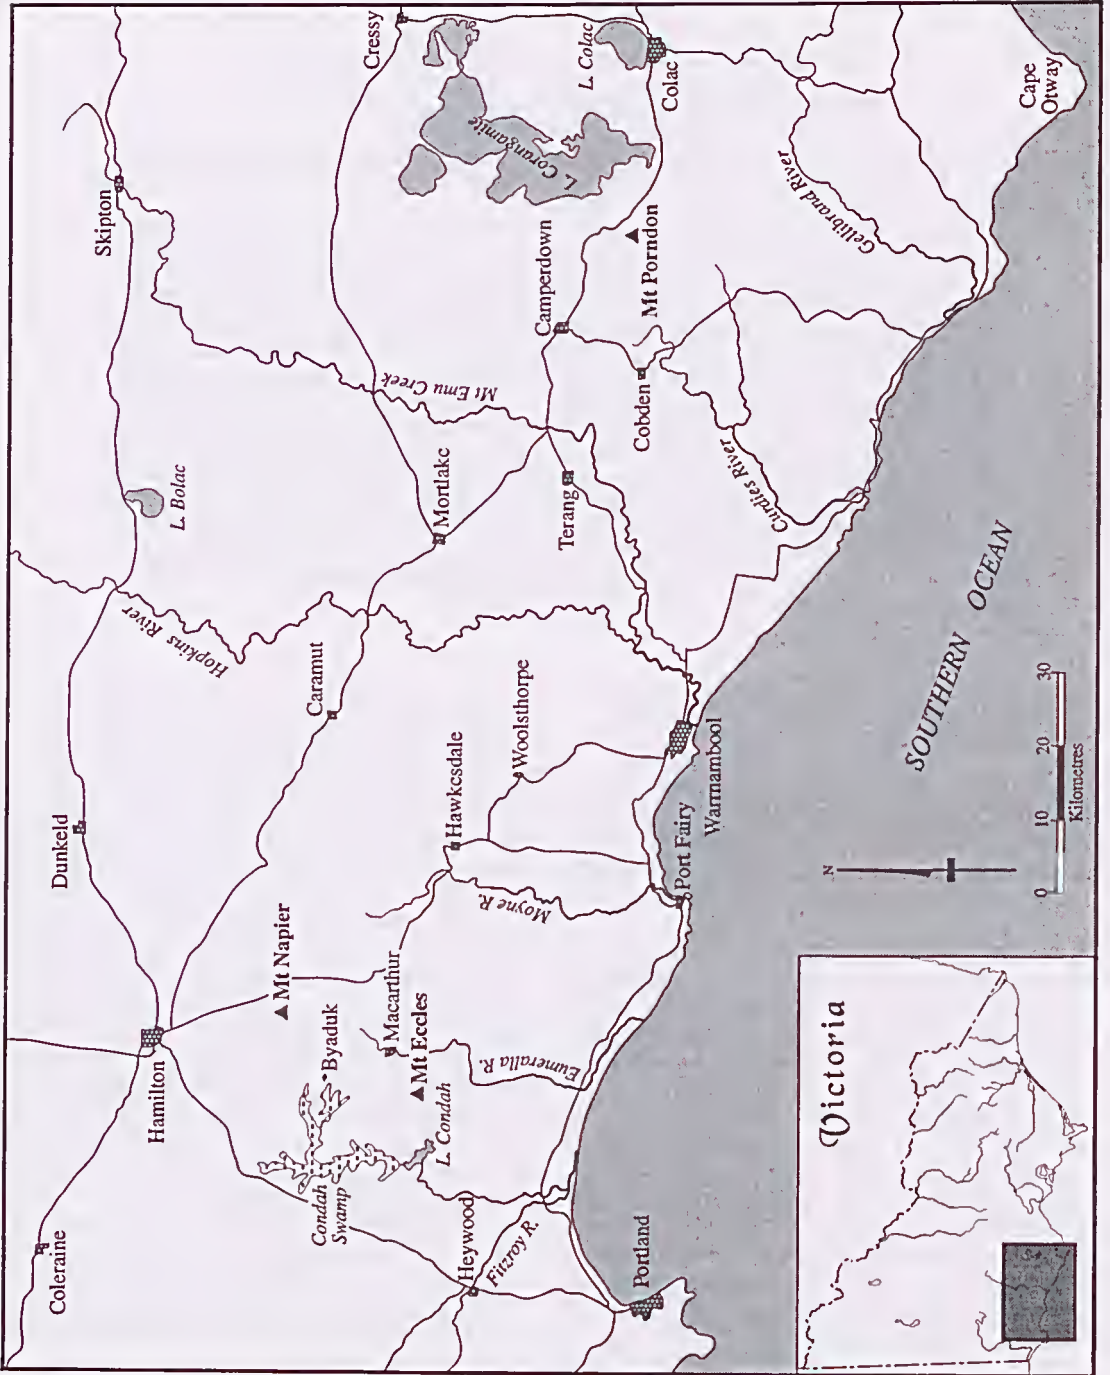 Coleraine
Dunkeld
Skipton
Hamilton
L. Bolac
Hopkins River
Mt Napier
Caramut
Condah
Swamp
Byaduk
Cressy
Macarthur
Mt Eccles
Mt Emu Creek
L. Condah
Mortlake
Hawkesdale
Heywood
Fitzroy R.
Eumeralla R.
Moyne R.
Woolsthorpe
L. Corangamite
Camperdown
Terang
L. Colac
Portland
Cobden
Mt Porndon
Colac
Port Fairy
Warrnambool
Curdies River
Gellibrand River
Cape
Otway
Victoria
N
SOUTHERN OCEAN
0 10 20 30
Kilometres